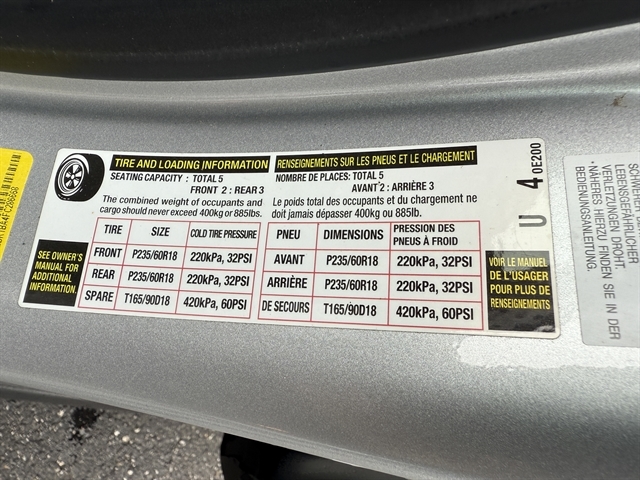 TIRE AND LOADING INFORMATION
SEATING CAPACITY : TOTAL 5
FRONT 2 : REAR 3
The combined weight of occupants and
cargo should never exceed 400kg or 885lbs.
RENSEIGNEMENTS SUR LES PNEUS ET LE CHARGEMENT
NOMBRE DE PLACES: TOTAL 5
AVANT 2 : ARRIÈRE 3
Le poids total des occupants et du chargement ne
doit jamais dépasser 400kg ou 885lb.
SEE OWNER'S
MANUAL FOR
ADDITIONAL
INFORMATION.
TIRE SIZE COLD TIRE PRESSURE
FRONT P235/60R18 220kPa, 32PSI
REAR P235/60R18 220kPa, 32PSI
SPARE T165/90D18 420kPa, 60PSI
PNEU DIMENSIONS PRESSION DES
PNEUS À FROID
AVANT P235/60R18 220kPa, 32PSI
ARRIÈRE P235/60R18 220kPa, 32PSI
DE SECOURS T165/90D18 420kPa, 60PSI
VOIR LE MANUEL
DE L'USAGER
POUR PLUS DE
RENSEIGNEMENTS
U 4 0E200
LEBENSGEFÄHRLICHER
VERLETZUNGEN DROHT.
•NÄHERES HIERZU FINDEN SIE IN DER
BEDIENUNGSANLEITUNG.